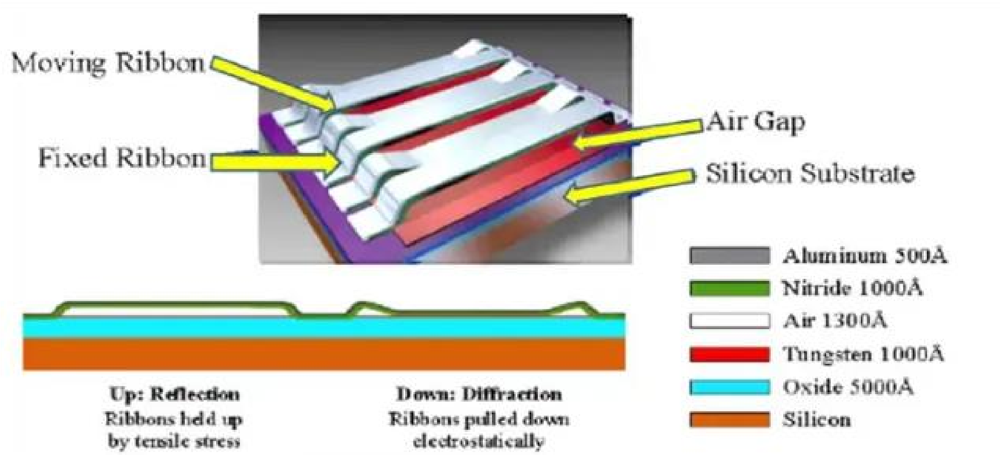 Moving Ribbon
Fixed Ribbon
Air Gap
Silicon Substrate
Aluminum 500Å
Nitride 1000Å
Air 1300Å
Tungsten 1000Å
Oxide 5000Å
Silicon
Up: Reflection
Ribbons held up
by tensile stress
Down: Diffraction
Ribbons pulled down
electrostatically